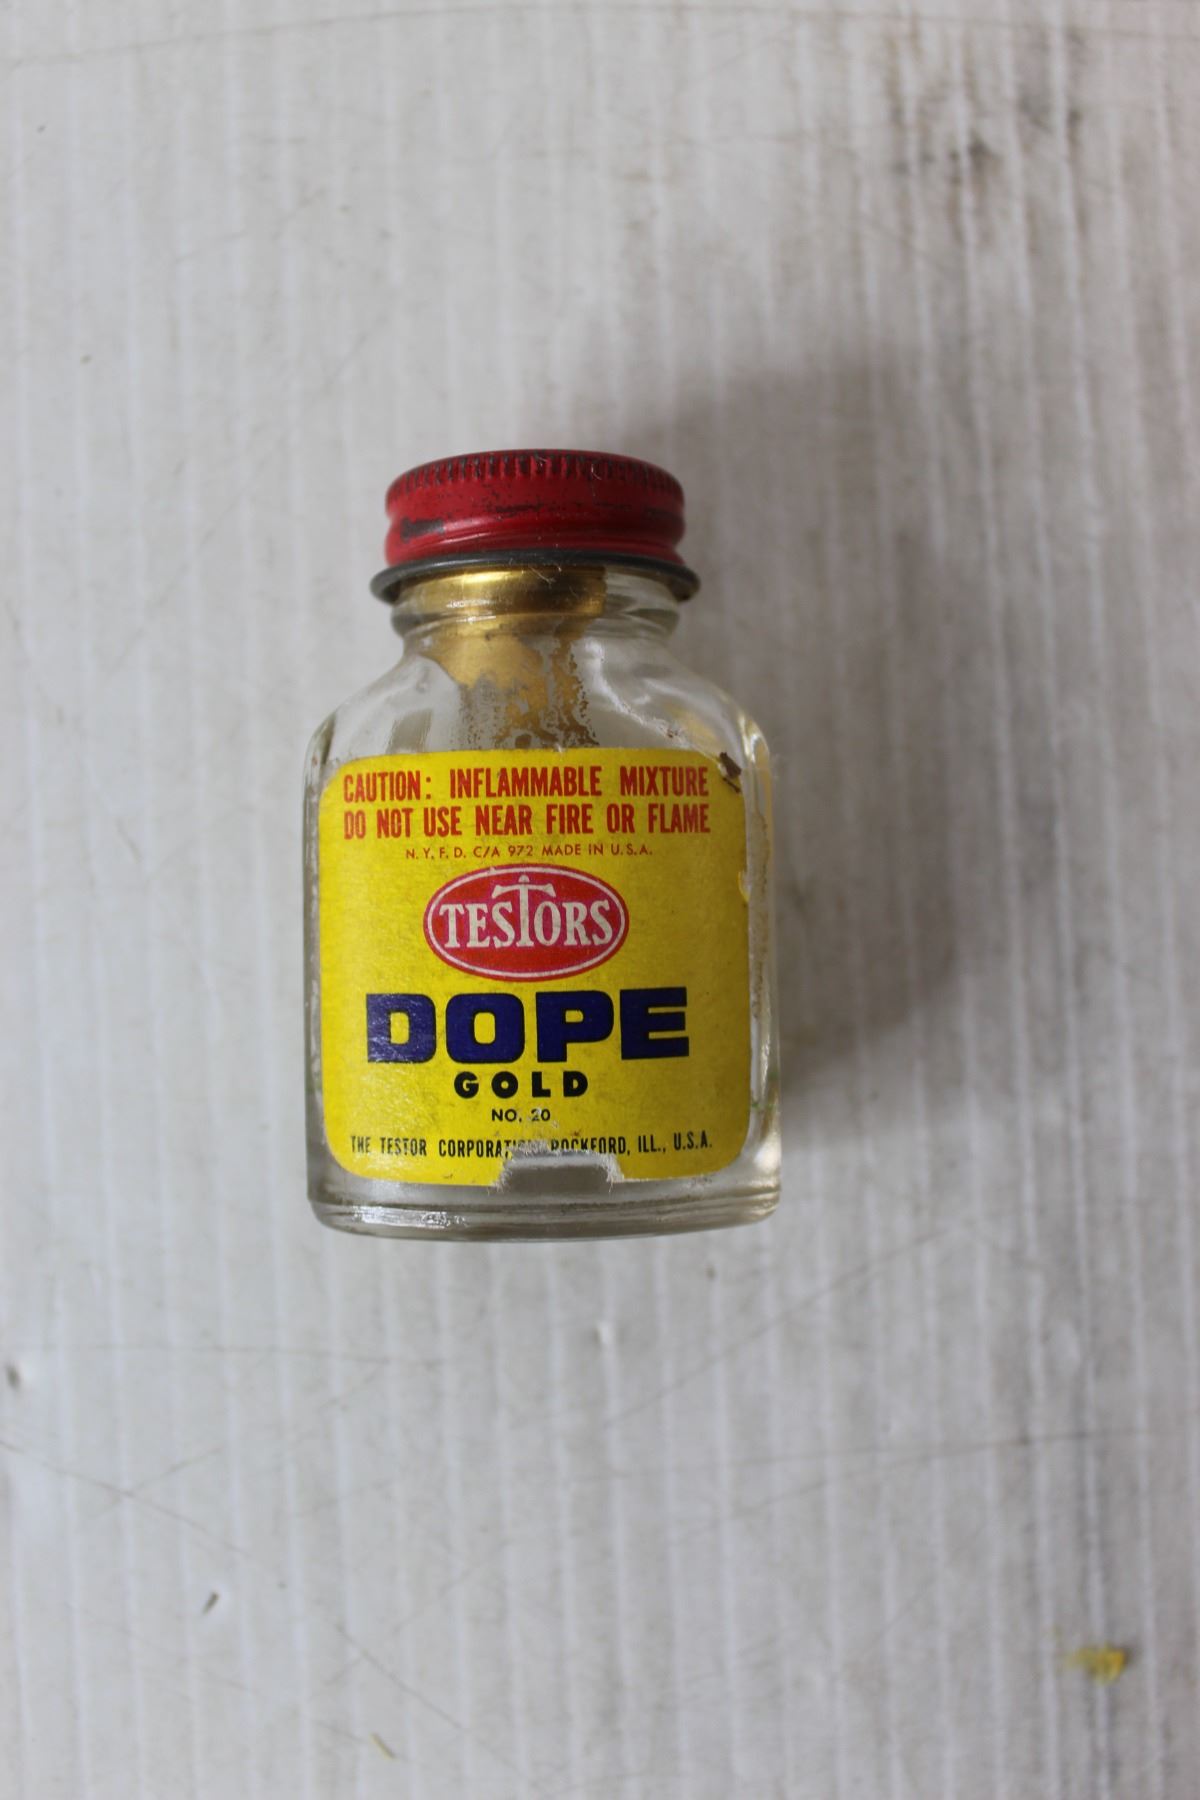 CAUTION: INFLAMMABLE MIXTURE
DO NOT USE NEAR FIRE OR FLAME
N.Y.F.D. C/A 972 MADE IN U.S.A.
TESTORS
DOPE
GOLD
NO. 20
THE TESTOR CORPORATION ROCKFORD, ILL., U.S.A.